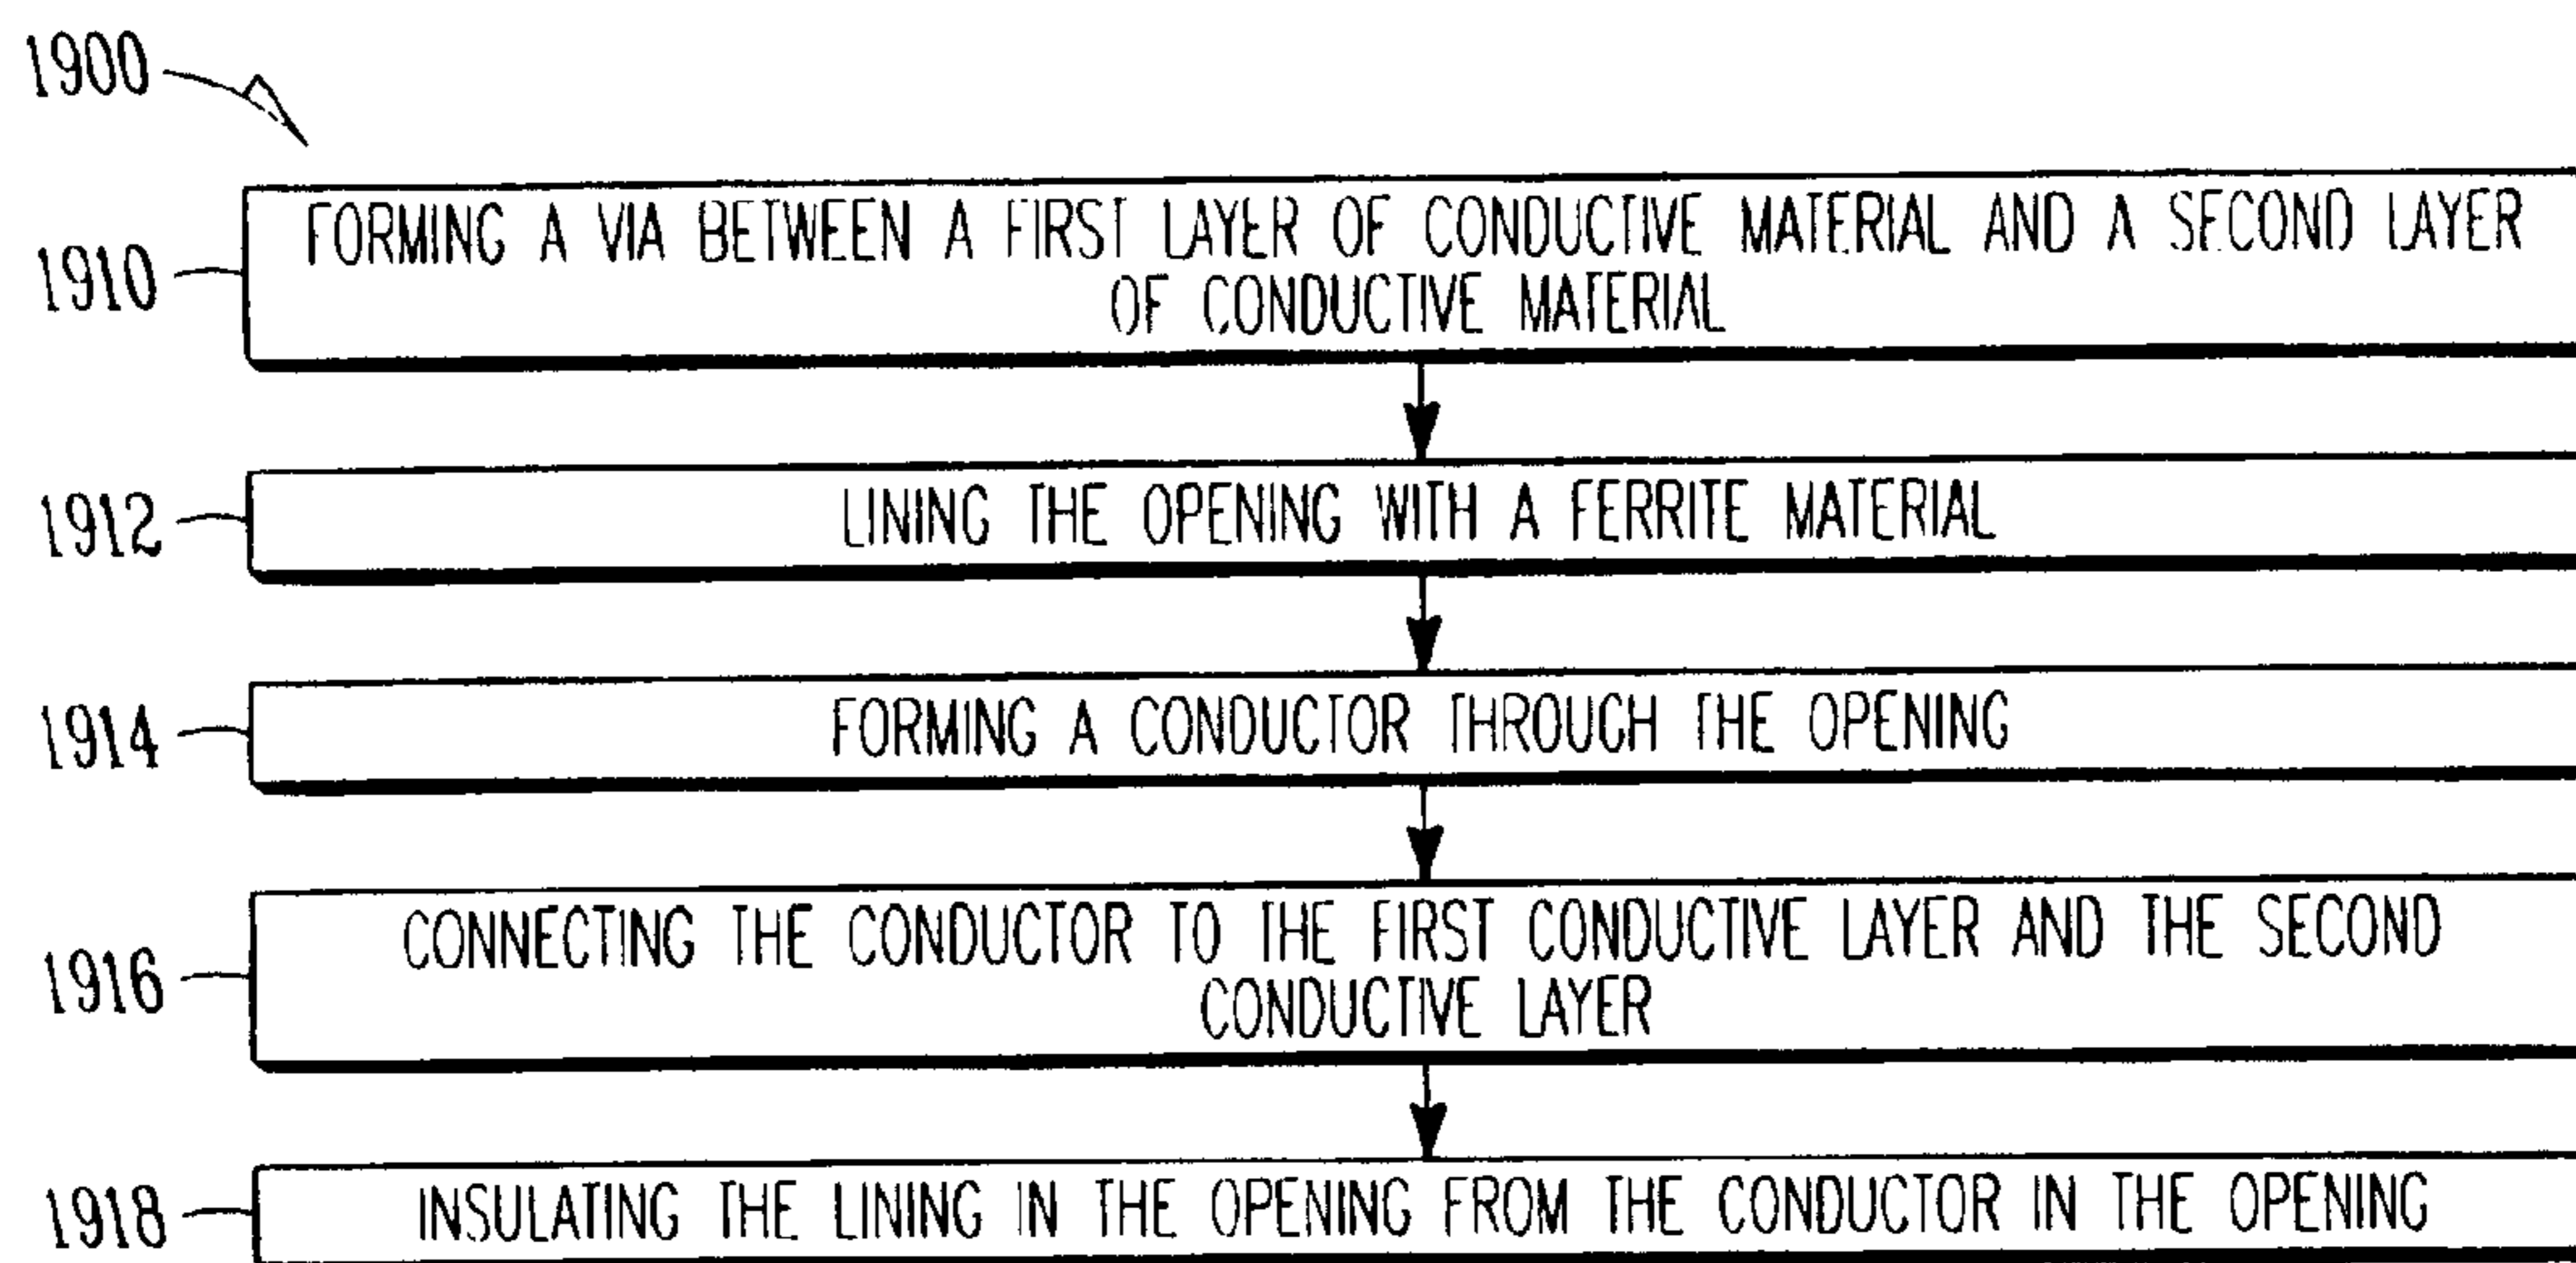 1900
1910
FORMING A VIA BETWEEN A FIRST LAYER OF CONDUCTIVE MATERIAL AND A SECOND LAYER
OF CONDUCTIVE MATERIAL
1912
LINING THE OPENING WITH A FERRITE MATERIAL
1914
FORMING A CONDUCTOR THROUGH THE OPENING
1916
CONNECTING THE CONDUCTOR TO THE FIRST CONDUCTIVE LAYER AND THE SECOND
CONDUCTIVE LAYER
1918
INSULATING THE LINING IN THE OPENING FROM THE CONDUCTOR IN THE OPENING